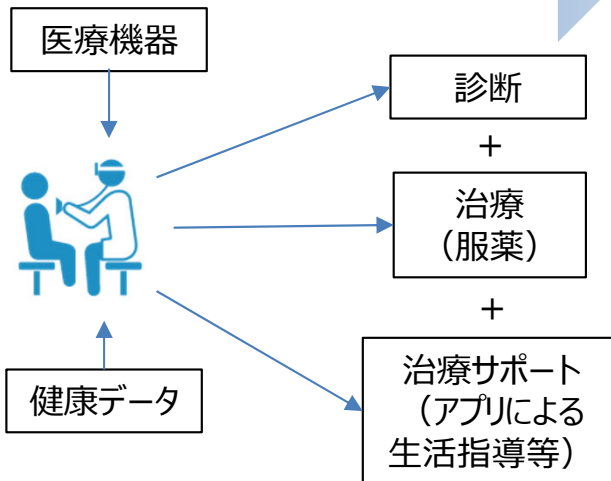 医療機器
診断
+
治療
（服薬）
+
健康データ
治療サポート
（アプリによる
生活指導等）